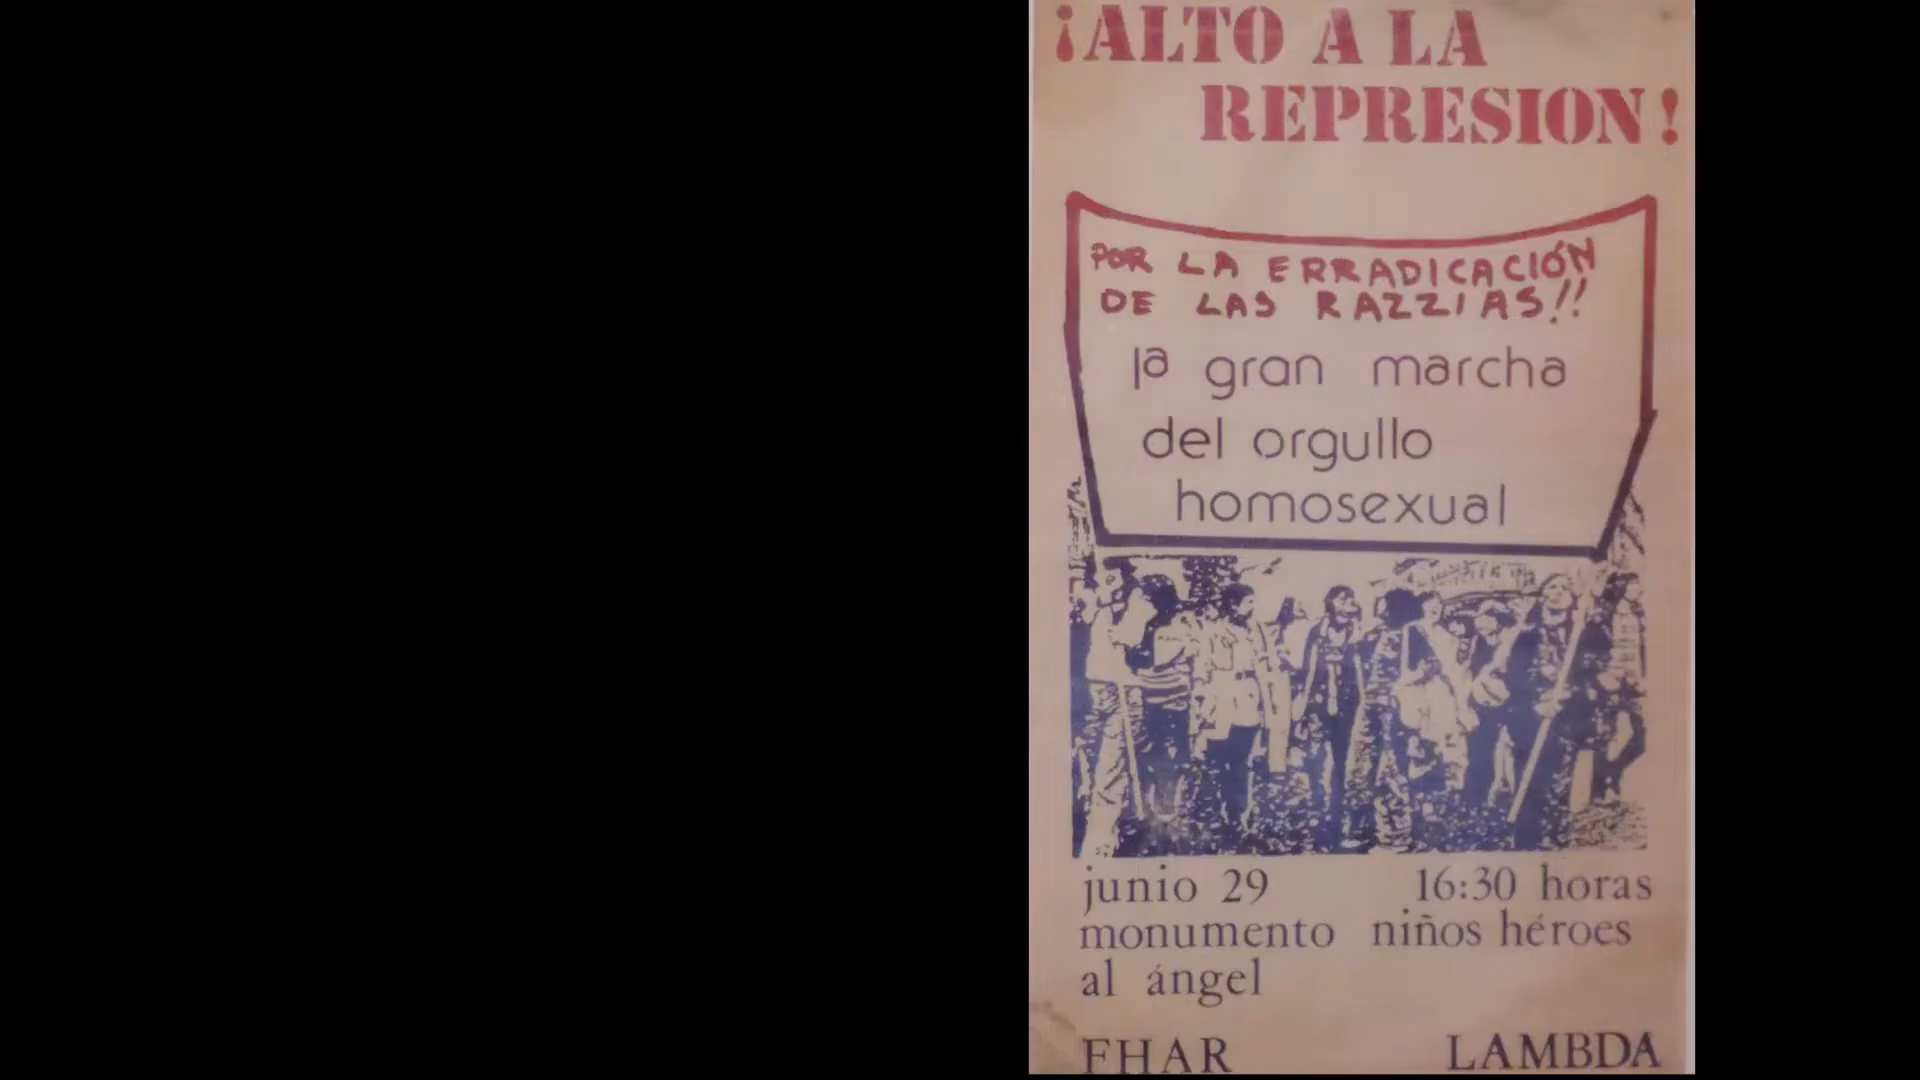 ¡ALTO A LA
REPRESION!
POR LA ERRADICACIÓN
DE LAS RAZZIAS!!
1a gran marcha
del orgullo
homosexual
junio 29 16:30 horas
monumento niños héroes
al ángel
FHAR LAMBDA